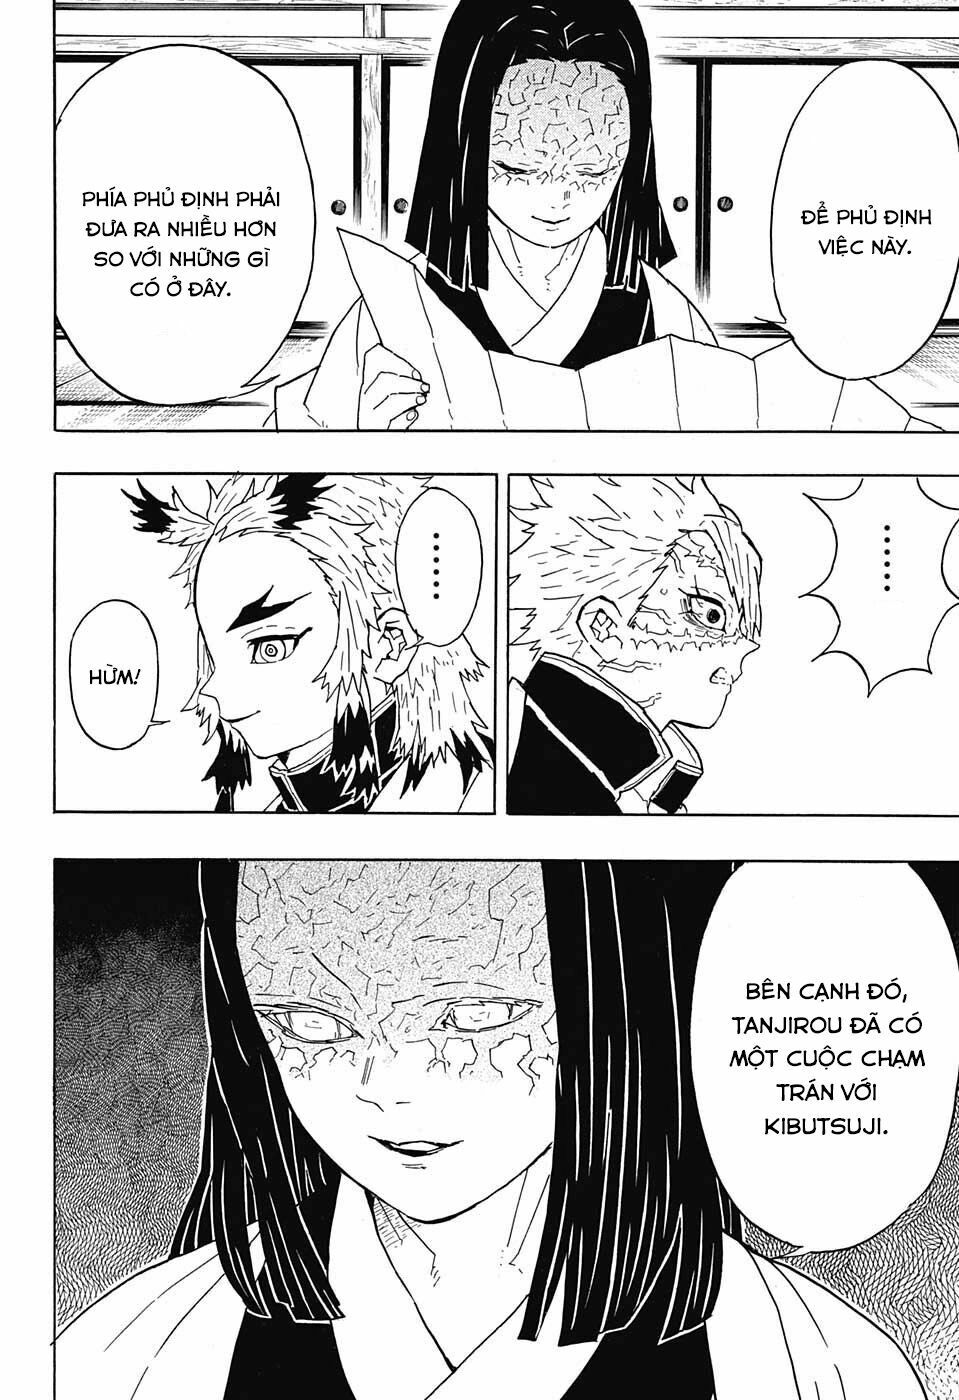 ĐỂ PHỦ ĐỊNH
VIỆC NÀY.
PHÍA PHỦ ĐỊNH PHẢI
ĐƯA RA NHIỀU HƠN
SO VỚI NHỮNG GÌ
CÓ Ở ĐÂY.
......
......
HỪM!
BÊN CẠNH ĐÓ,
TANJIROU ĐÃ CÓ
MỘT CUỘC CHẠM
TRÁN VỚI
KIBUTSUJI.